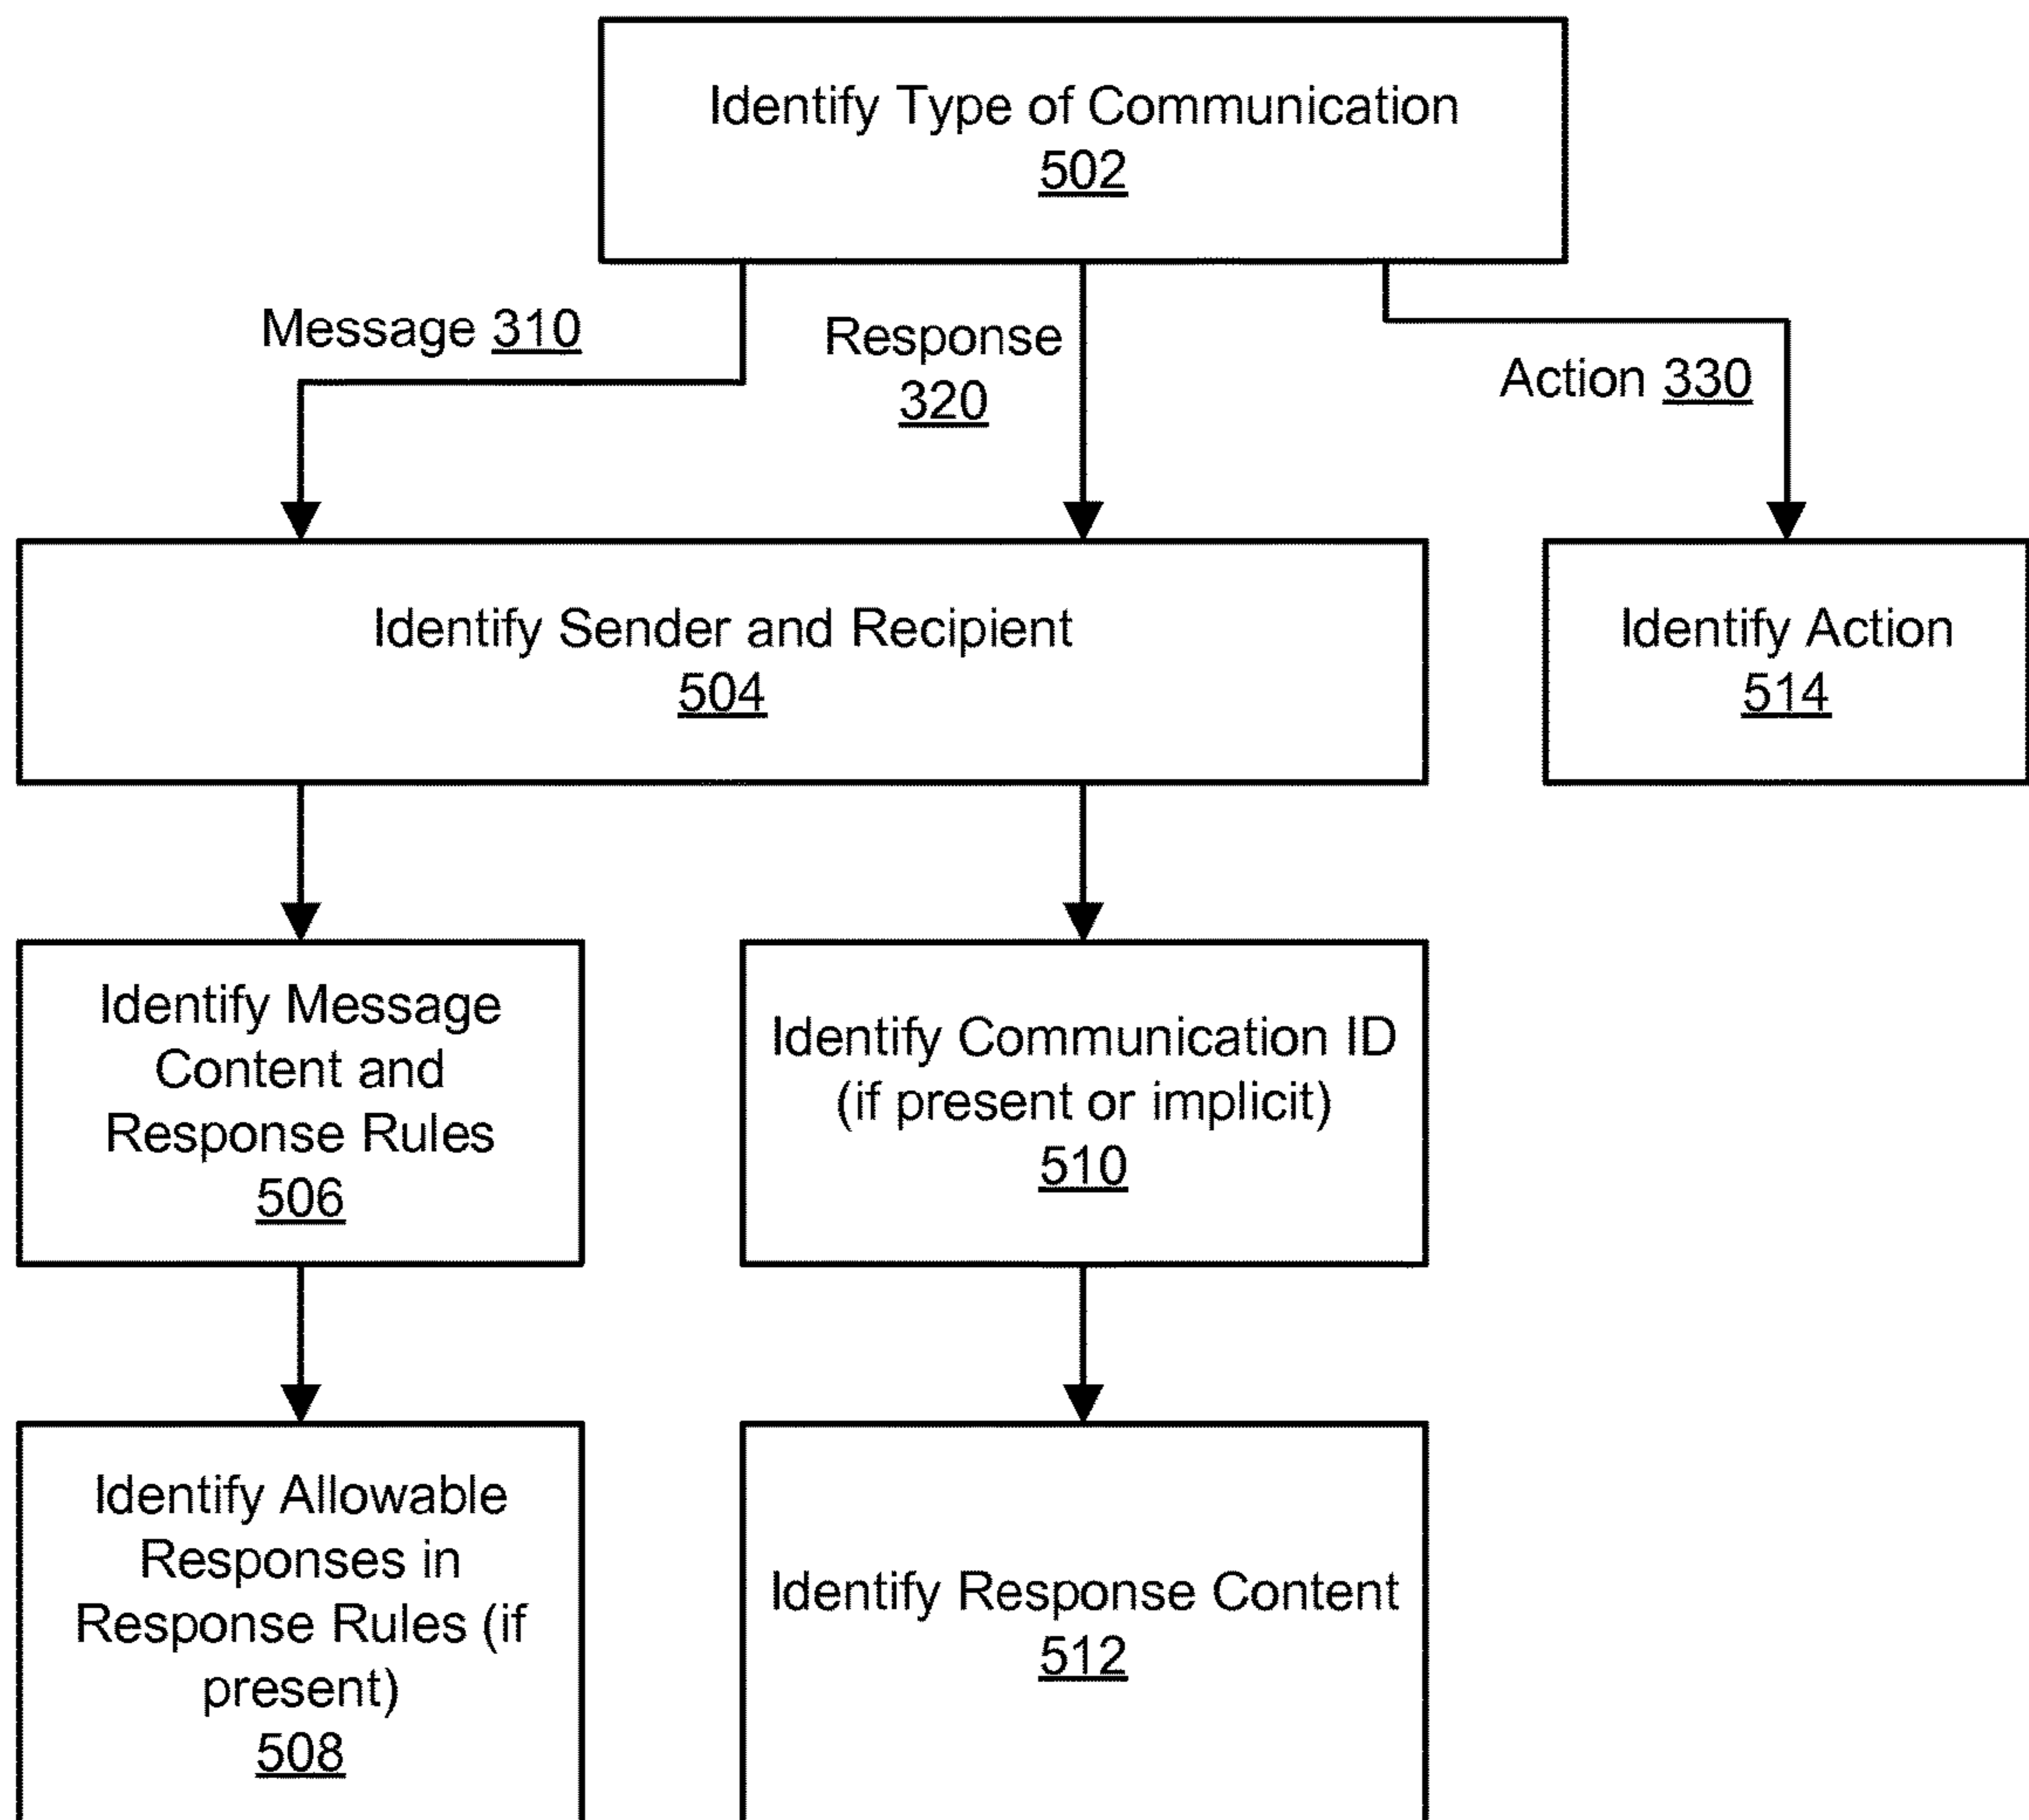 Identify Type of Communication
502
Message 310
Response
320
Action 330
Identify Sender and Recipient
504
Identify Action
514
Identify Message
Content and
Response Rules
506
Identify Communication ID
(if present or implicit)
510
Identify Allowable
Responses in
Response Rules (if
present)
508
Identify Response Content
512